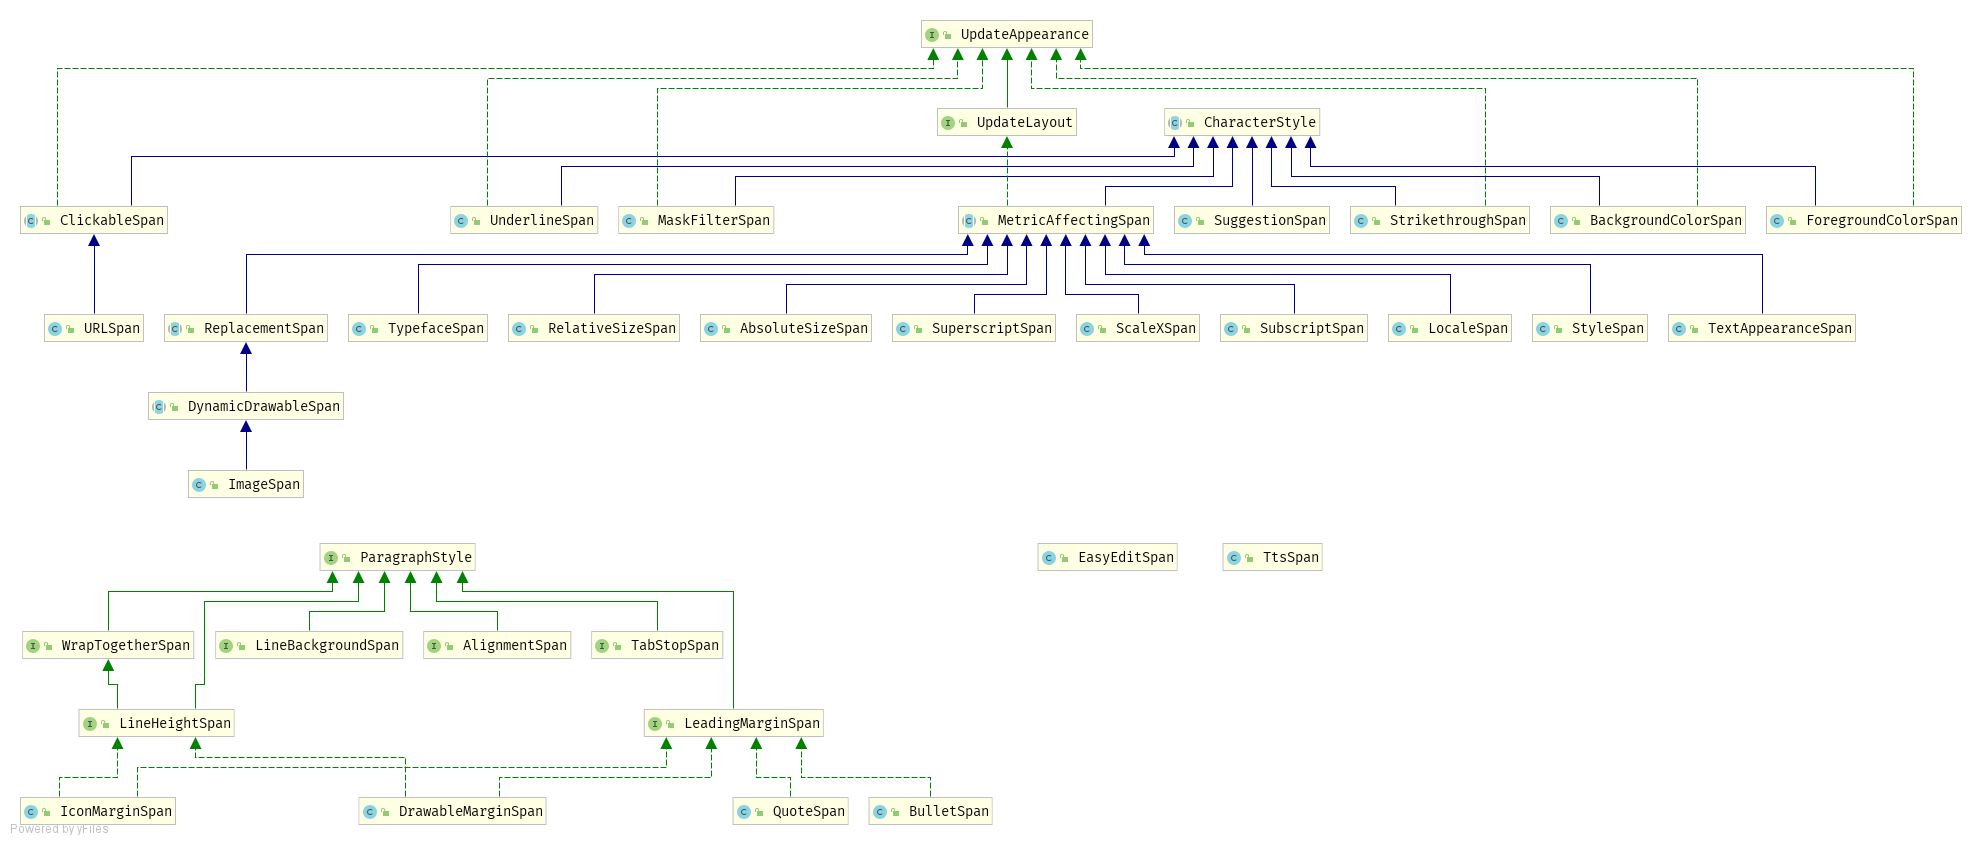 UpdateAppearance
UpdateLayout
CharacterStyle
ClickableSpan
UnderlineSpan
MaskFilterSpan
MetricAffectingSpan
SuggestionSpan
StrikethroughSpan
BackgroundColorSpan
ForegroundColorSpan
URLSpan
ReplacementSpan
TypefaceSpan
RelativeSizeSpan
AbsoluteSizeSpan
SuperscriptSpan
ScaleXSpan
SubscriptSpan
LocaleSpan
StyleSpan
TextAppearanceSpan
DynamicDrawableSpan
ImageSpan
ParagraphStyle
EasyEditSpan
TtsSpan
WrapTogetherSpan
LineBackgroundSpan
AlignmentSpan
TabStopSpan
LineHeightSpan
LeadingMarginSpan
IconMarginSpan
DrawableMarginSpan
QuoteSpan
BulletSpan
Powered by yFiles